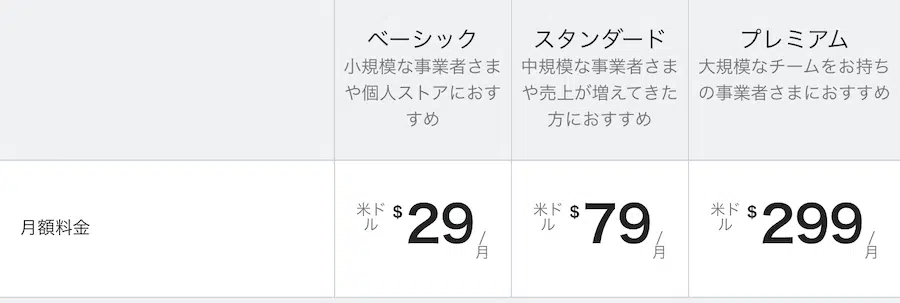 ベーシック
小規模な事業者さま
や個人ストアにおす
すめ
スタンダード
中規模な事業者さま
や売上が増えてきた
方におすすめ
プレミアム
大規模なチームをお持ち
の事業者さまにおすすめ
月額料金
米ドル $ 29 /月
米ドル $ 79 /月
米ドル $ 299 /月